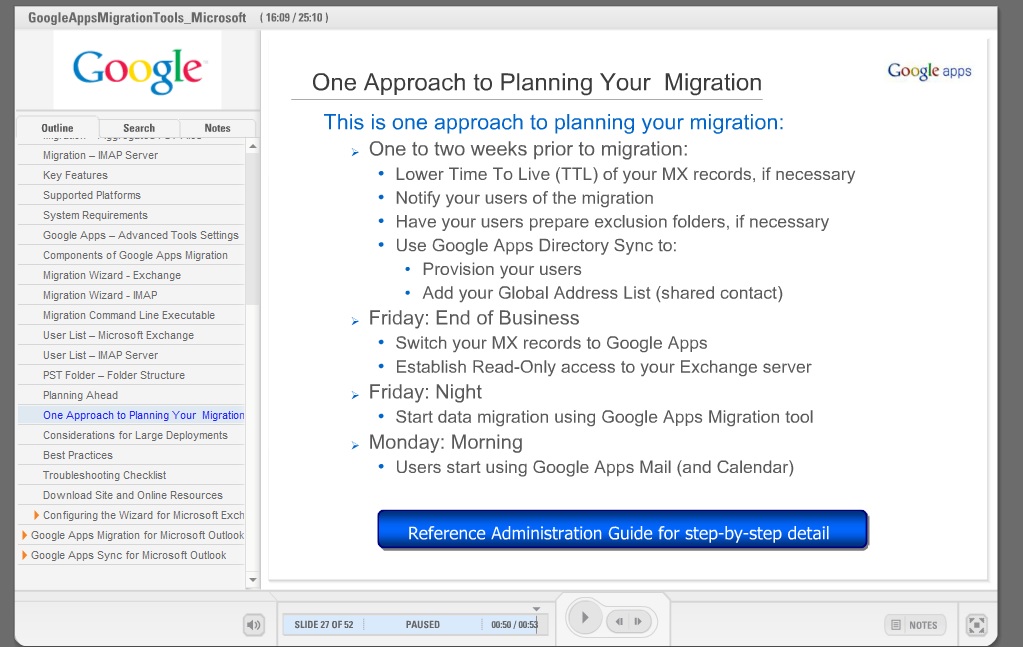 GoogleAppsMigrationTools_Microsoft ( 16:09 / 25:10 )
Google
Outline Search Notes
Migration – IMAP Server
Key Features
Supported Platforms
System Requirements
Google Apps – Advanced Tools Settings
Components of Google Apps Migration
Migration Wizard - Exchange
Migration Wizard - IMAP
Migration Command Line Executable
User List – Microsoft Exchange
User List – IMAP Server
PST Folder – Folder Structure
Planning Ahead
One Approach to Planning Your Migration
Considerations for Large Deployments
Best Practices
Troubleshooting Checklist
Download Site and Online Resources
Configuring the Wizard for Microsoft Exch
Google Apps Migration for Microsoft Outlook
Google Apps Sync for Microsoft Outlook
One Approach to Planning Your Migration
Google apps
This is one approach to planning your migration:
One to two weeks prior to migration:
• Lower Time To Live (TTL) of your MX records, if necessary
• Notify your users of the migration
• Have your users prepare exclusion folders, if necessary
• Use Google Apps Directory Sync to:
• Provision your users
• Add your Global Address List (shared contact)
Friday: End of Business
• Switch your MX records to Google Apps
• Establish Read-Only access to your Exchange server
Friday: Night
• Start data migration using Google Apps Migration tool
Monday: Morning
• Users start using Google Apps Mail (and Calendar)
Reference Administration Guide for step-by-step detail
SLIDE 27 OF 52 PAUSED 00:50 / 00:53
NOTES